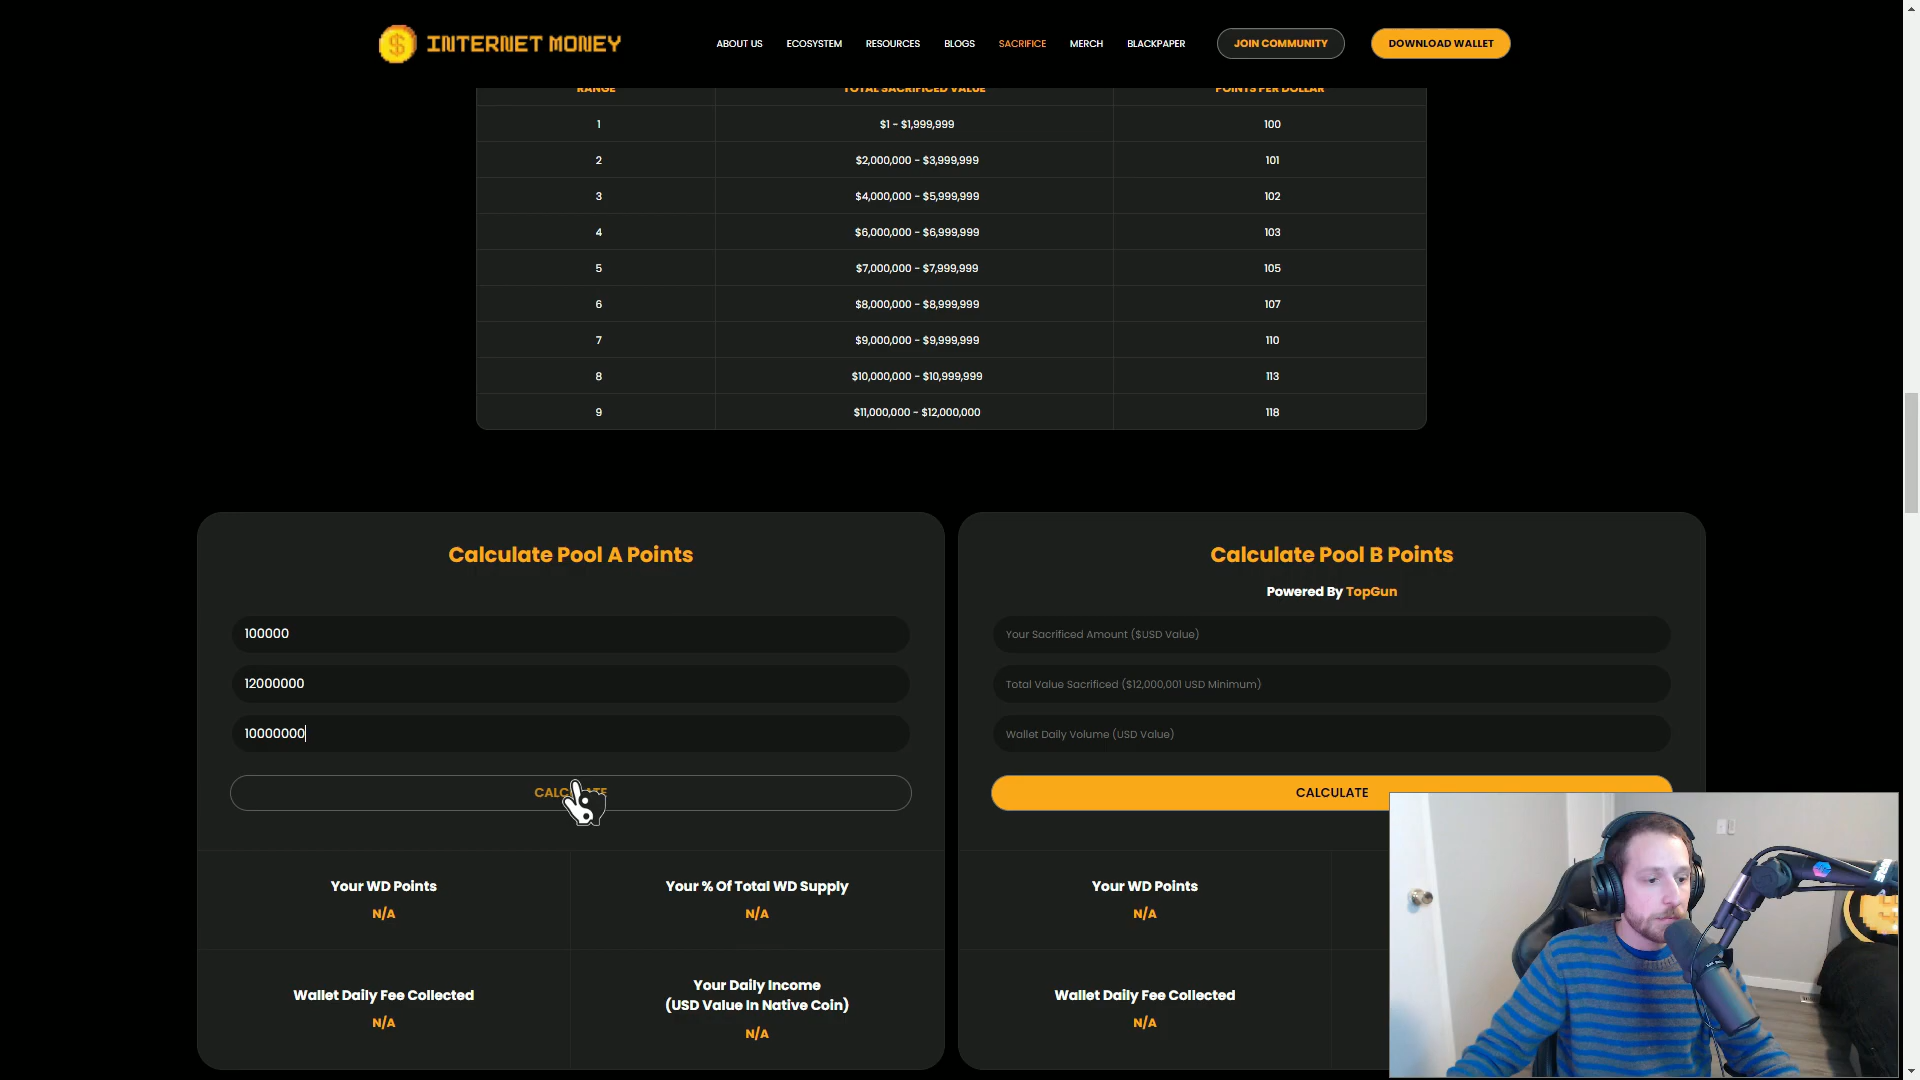 INTERNET MONEY
ABOUT US
ECOSYSTEM
RESOURCES
BLOGS
SACRIFICE
MERCH
BLACKPAPER
JOIN COMMUNITY
DOWNLOAD WALLET
RANGE TOTAL SACRIFICED VALUE POINTS PER DOLLAR
1 $1 - $1,999,999 100
2 $2,000,000 - $3,999,999 101
3 $4,000,000 - $5,999,999 102
4 $6,000,000 - $6,999,999 103
5 $7,000,000 - $7,999,999 105
6 $8,000,000 - $8,999,999 107
7 $9,000,000 - $9,999,999 110
8 $10,000,000 - $10,999,999 113
9 $11,000,000 - $12,000,000 118
Calculate Pool A Points
100000
12000000
10000000
Your WD Points
N/A
Your % Of Total WD Supply
N/A
Wallet Daily Fee Collected
N/A
Your Daily Income
(USD Value In Native Coin)
N/A
Calculate Pool B Points
Powered By TopGun
Your Sacrificed Amount ($USD Value)
Total Value Sacrificed ($12,000,001 USD Minimum)
Wallet Daily Volume (USD Value)
CALCULATE
Your WD Points
N/A
Wallet Daily Fee Collected
N/A